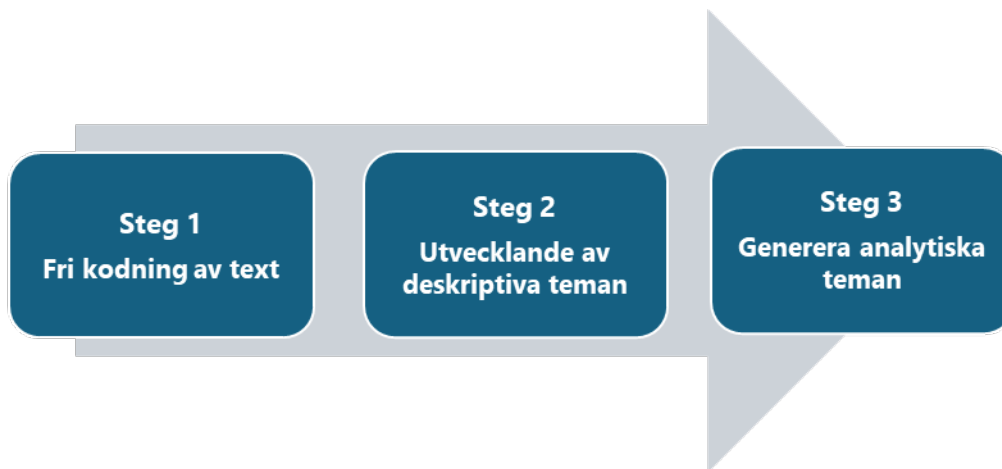 Steg 1
Fri kodning av text
Steg 2
Utvecklande av
deskriptiva teman
Steg 3
Generera analytiska
teman